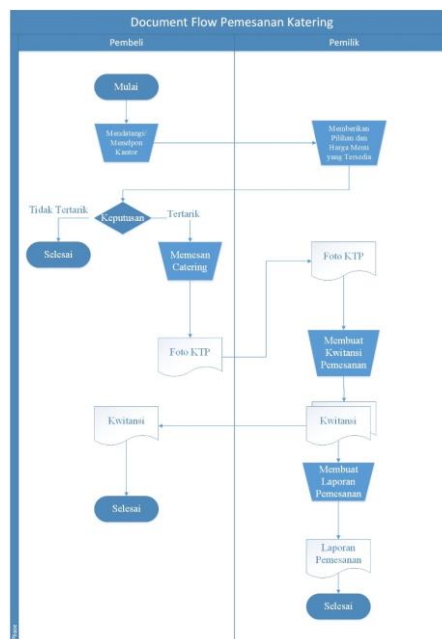 Document Flow Pemesanan Katering
Pembeli
Pemilik
Mulai
Mendatangi/
Menelpon
Kantor
Memberikan
Pilihan dan
Harga Menu
yang Tersedia
Tidak Tertarik
Keputusan
Tertarik
Selesai
Memesan
Catering
Foto KTP
Foto KTP
Membuat
Kwitansi
Pemesanan
Kwitansi
Kwitansi
Membuat
Laporan
Pemesanan
Selesai
Laporan
Pemesanan
Selesai
Phase